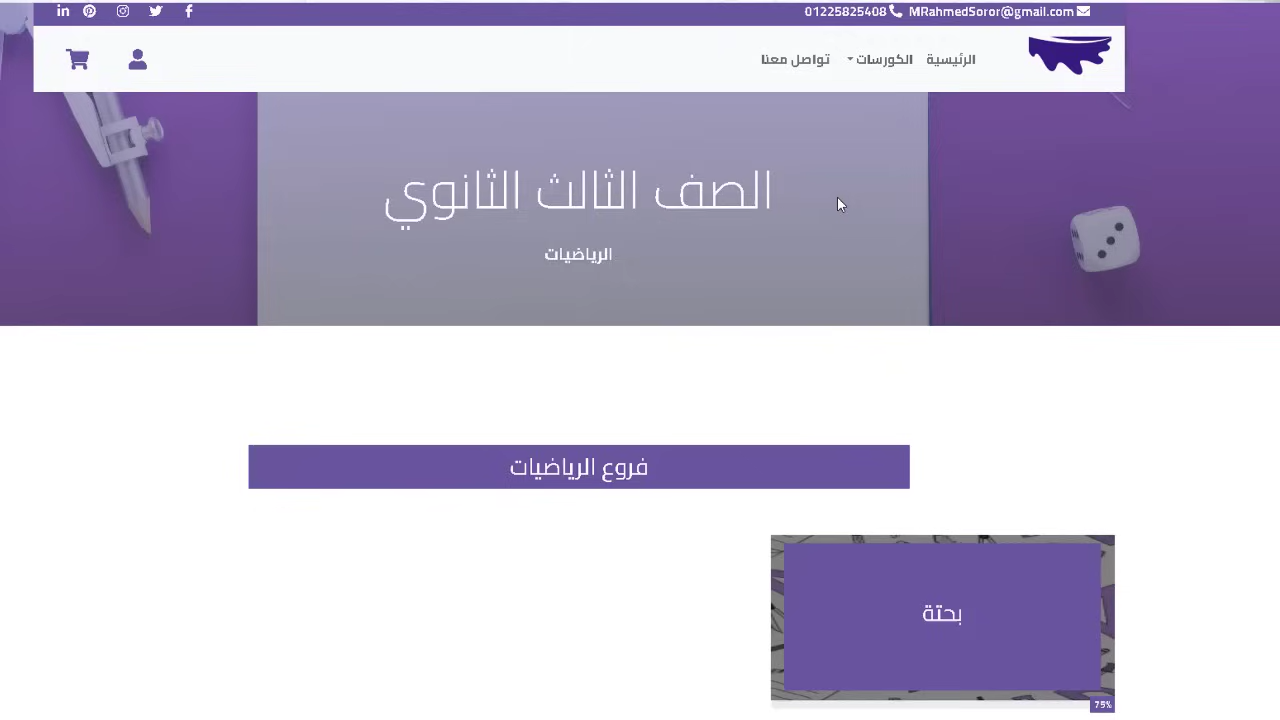 MRahmedSoror@gmail.com 01225825408
الرئيسية الكورسات تواصل معنا
الصف الثالث الثانوي
الرياضيات
فروع الرياضيات
بحتة
75%